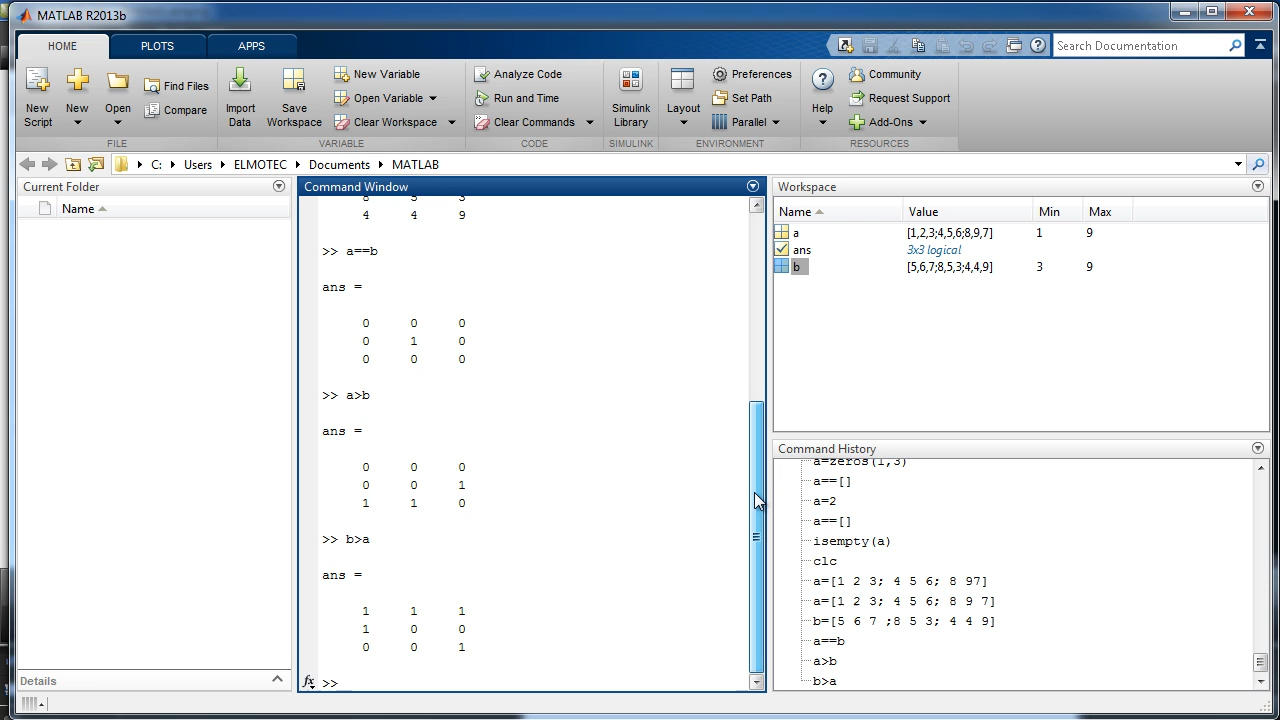 MATLAB R2013b
HOME PLOTS APPS
Search Documentation
New Script
New
Open
Find Files
Compare
FILE
Import Data
Save Workspace
New Variable
Open Variable
Clear Workspace
VARIABLE
Analyze Code
Run and Time
Clear Commands
CODE
Simulink Library
SIMULINK
Layout
Preferences
Set Path
Parallel
ENVIRONMENT
Help
Community
Request Support
Add-Ons
RESOURCES
C: Users ELMOTEC Documents MATLAB
Current Folder
Name
Details
Command Window
8 5 3
4 4 9
>> a==b
ans =
0 0 0
0 1 0
0 0 0
>> a>b
ans =
0 0 0
0 0 1
1 1 0
>> b>a
ans =
1 1 1
1 0 0
0 0 1
fx >>
Workspace
Name Value Min Max
a [1,2,3;4,5,6;8,9,7] 1 9
ans 3x3 logical
b [5,6,7;8,5,3;4,4,9] 3 9
Command History
a=zeros(1,3)
a==[]
a=2
a==[]
isempty(a)
clc
a=[1 2 3; 4 5 6; 8 97]
a=[1 2 3; 4 5 6; 8 9 7]
b=[5 6 7 ;8 5 3; 4 4 9]
a==b
a>b
b>a